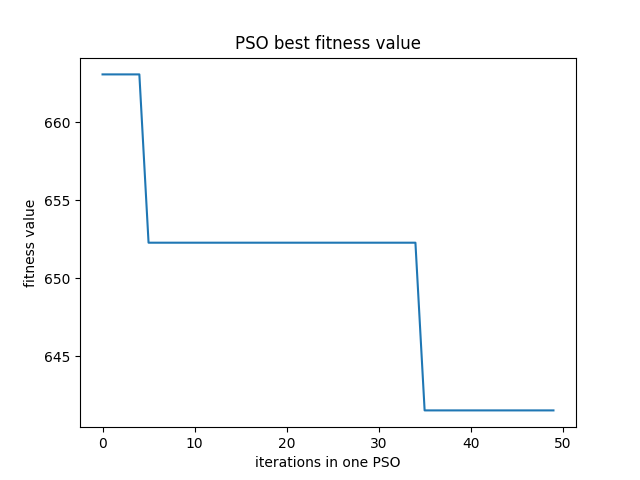 PSO best fitness value
fitness value
660
655
650
645
0 10 20 30 40 50
iterations in one PSO